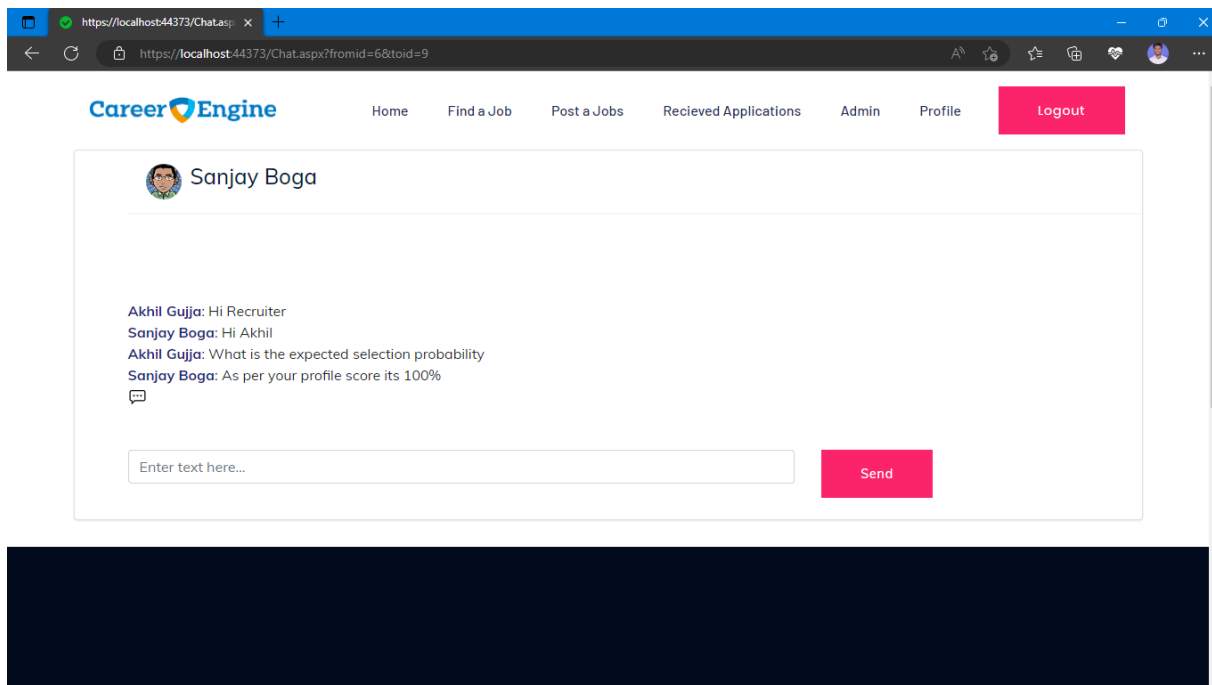 https://localhost:44373/Chat.asp
https://localhost:44373/Chat.aspx?fromid=6&toid=9
Career Engine Home Find a Job Post a Jobs Recieved Applications Admin Profile Logout
Sanjay Boga
Akhil Gujja: Hi Recruiter
Sanjay Boga: Hi Akhil
Akhil Gujja: What is the expected selection probability
Sanjay Boga: As per your profile score its 100%
Enter text here... Send